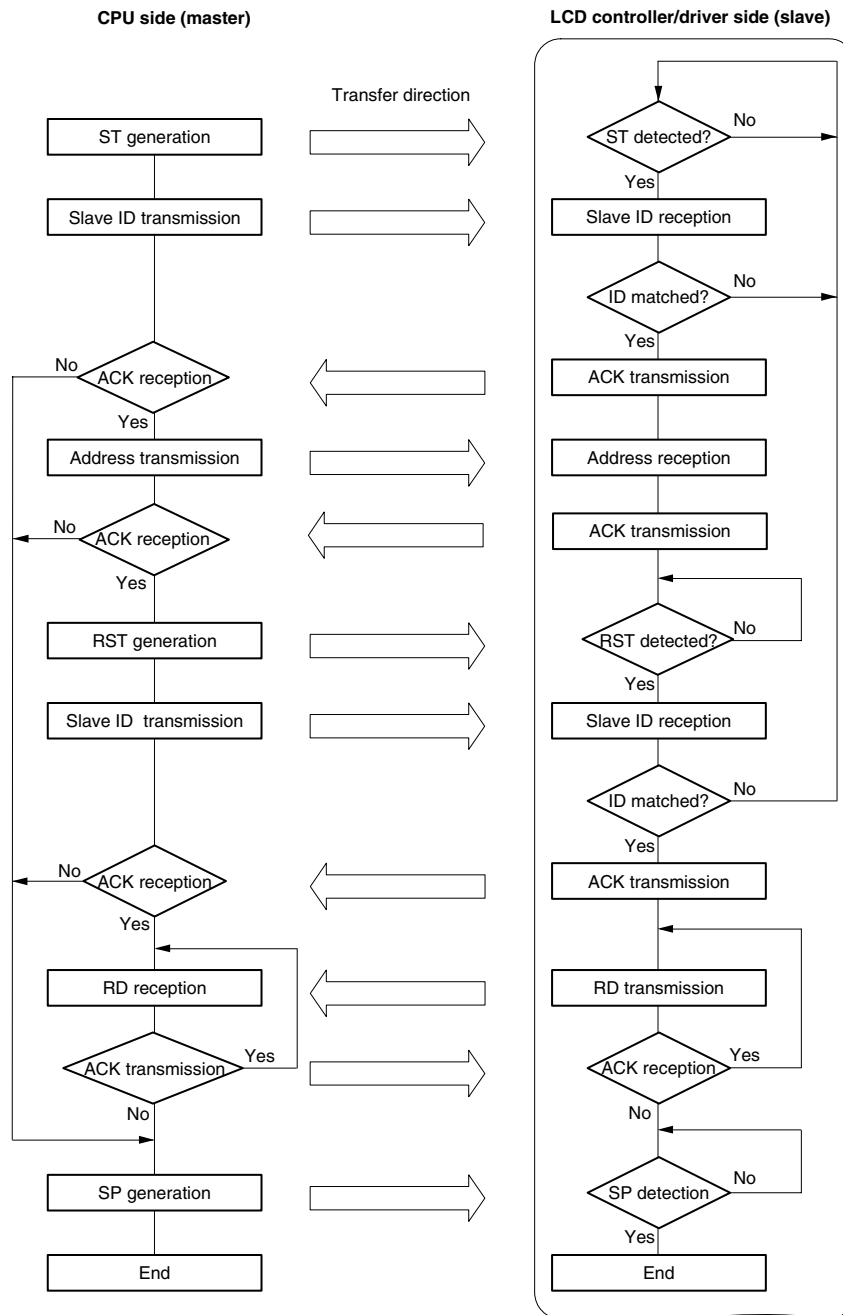 CPU side (master)
LCD controller/driver side (slave)
Transfer direction
ST generation
ST detected?
No
Yes
Slave ID transmission
Slave ID reception
ID matched?
No
Yes
No
ACK reception
ACK transmission
Yes
Address transmission
Address reception
No
ACK reception
ACK transmission
Yes
RST generation
RST detected?
No
Yes
Slave ID transmission
Slave ID reception
ID matched?
No
Yes
No
ACK reception
ACK transmission
Yes
RD reception
RD transmission
ACK transmission
Yes
ACK reception
Yes
No
No
SP generation
SP detection
No
Yes
End
End